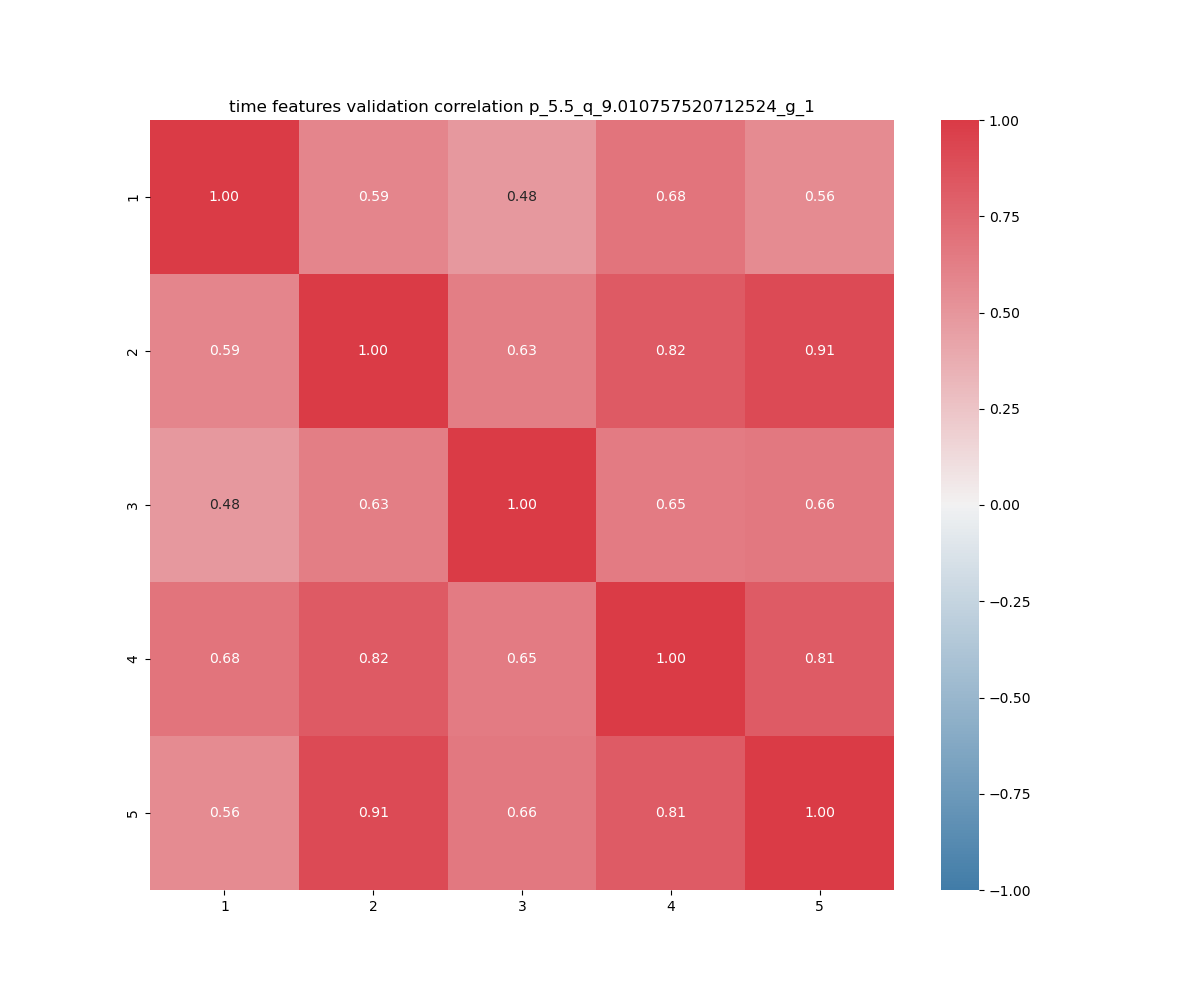 time features validation correlation p_5.5_q_9.010757520712524_g_1
1 1.00 0.59 0.48 0.68 0.56
2 0.59 1.00 0.63 0.82 0.91
3 0.48 0.63 1.00 0.65 0.66
4 0.68 0.82 0.65 1.00 0.81
5 0.56 0.91 0.66 0.81 1.00
1 2 3 4 5
1.00
0.75
0.50
0.25
0.00
−0.25
−0.50
−0.75
−1.00